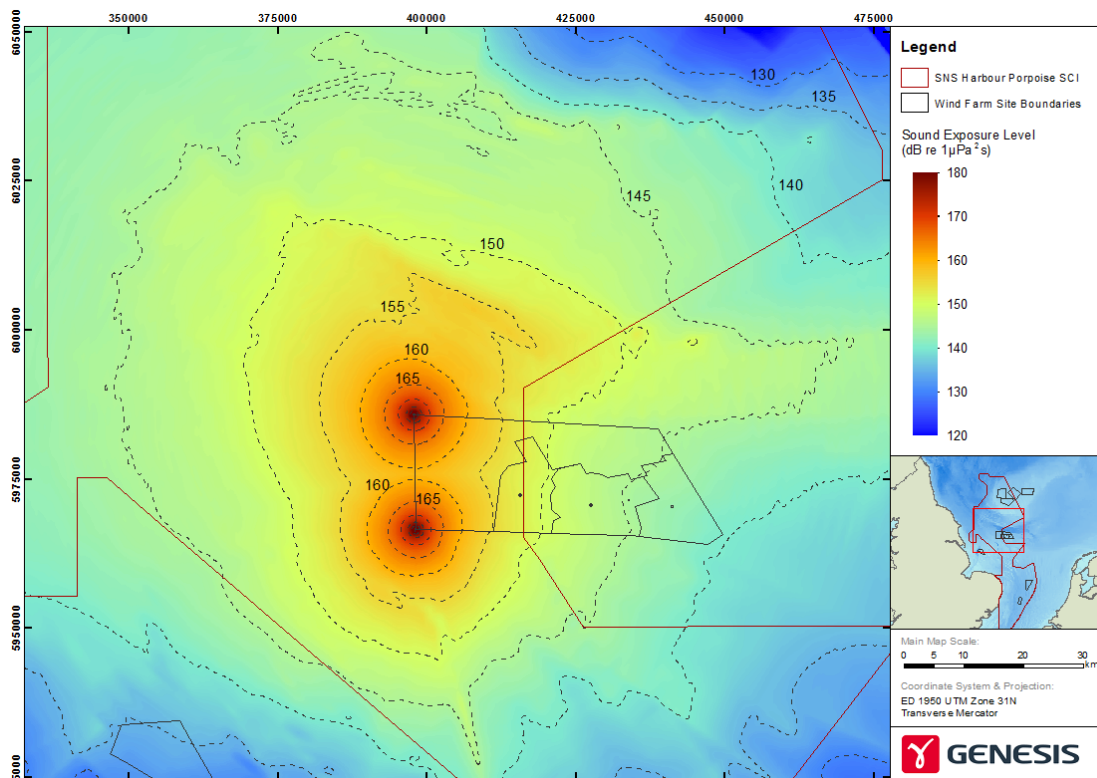 350000
375000
400000
425000
450000
475000
6050000
6025000
6000000
5975000
5950000
130
135
140
145
150
155
160
165
160
165
Legend
SNS Harbour Porpoise SCI
Wind Farm Site Boundaries
Sound Exposure Level
(dB re 1µPa²s)
180
170
160
150
140
130
120
Main Map Scale:
0 5 10 20 30
km
Coordinate System & Projection:
ED 1950 UTM Zone 31N
Transverse Mercator
GENESIS